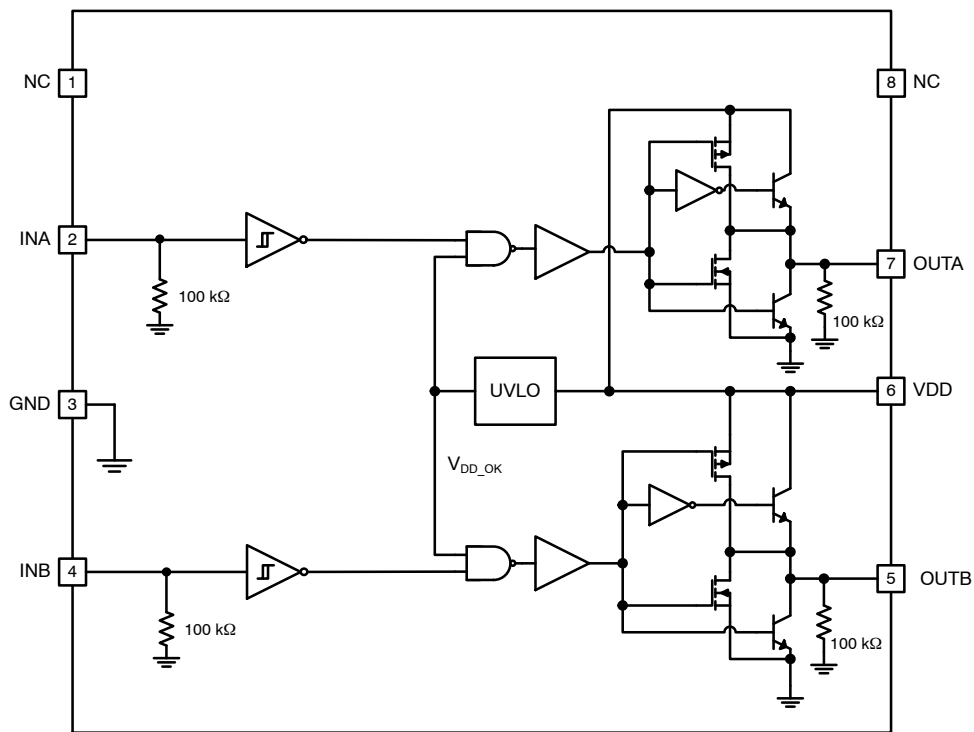 NC 1
8 NC
INA 2
100 kΩ
7 OUTA
100 kΩ
GND 3
UVLO
6 VDD
VDD_OK
INB 4
100 kΩ
5 OUTB
100 kΩ